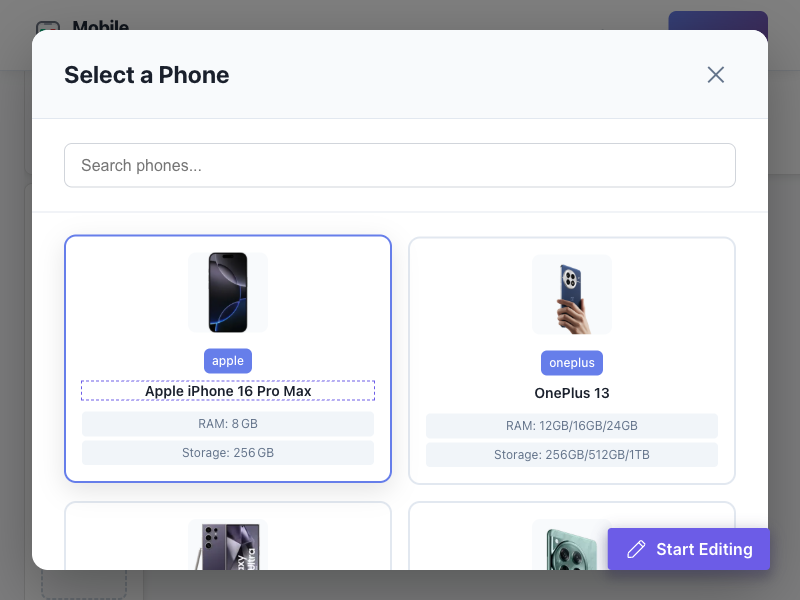 Mobile
Select a Phone
Search phones...
apple
Apple iPhone 16 Pro Max
RAM: 8 GB
Storage: 256 GB
oneplus
OnePlus 13
RAM: 12GB/16GB/24GB
Storage: 256GB/512GB/1TB
Start Editing